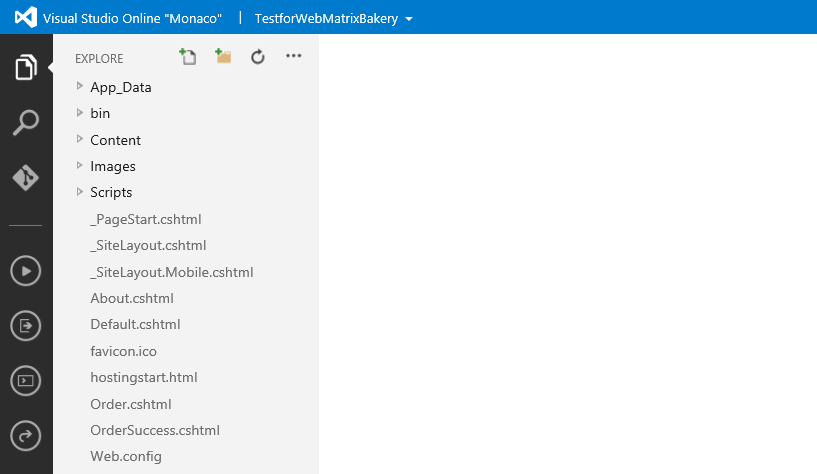 Visual Studio Online "Monaco" | TestforWebMatrixBakery
EXPLORE
App_Data
bin
Content
Images
Scripts
_PageStart.cshtml
_SiteLayout.cshtml
_SiteLayout.Mobile.cshtml
About.cshtml
Default.cshtml
favicon.ico
hostingstart.html
Order.cshtml
OrderSuccess.cshtml
Web.config